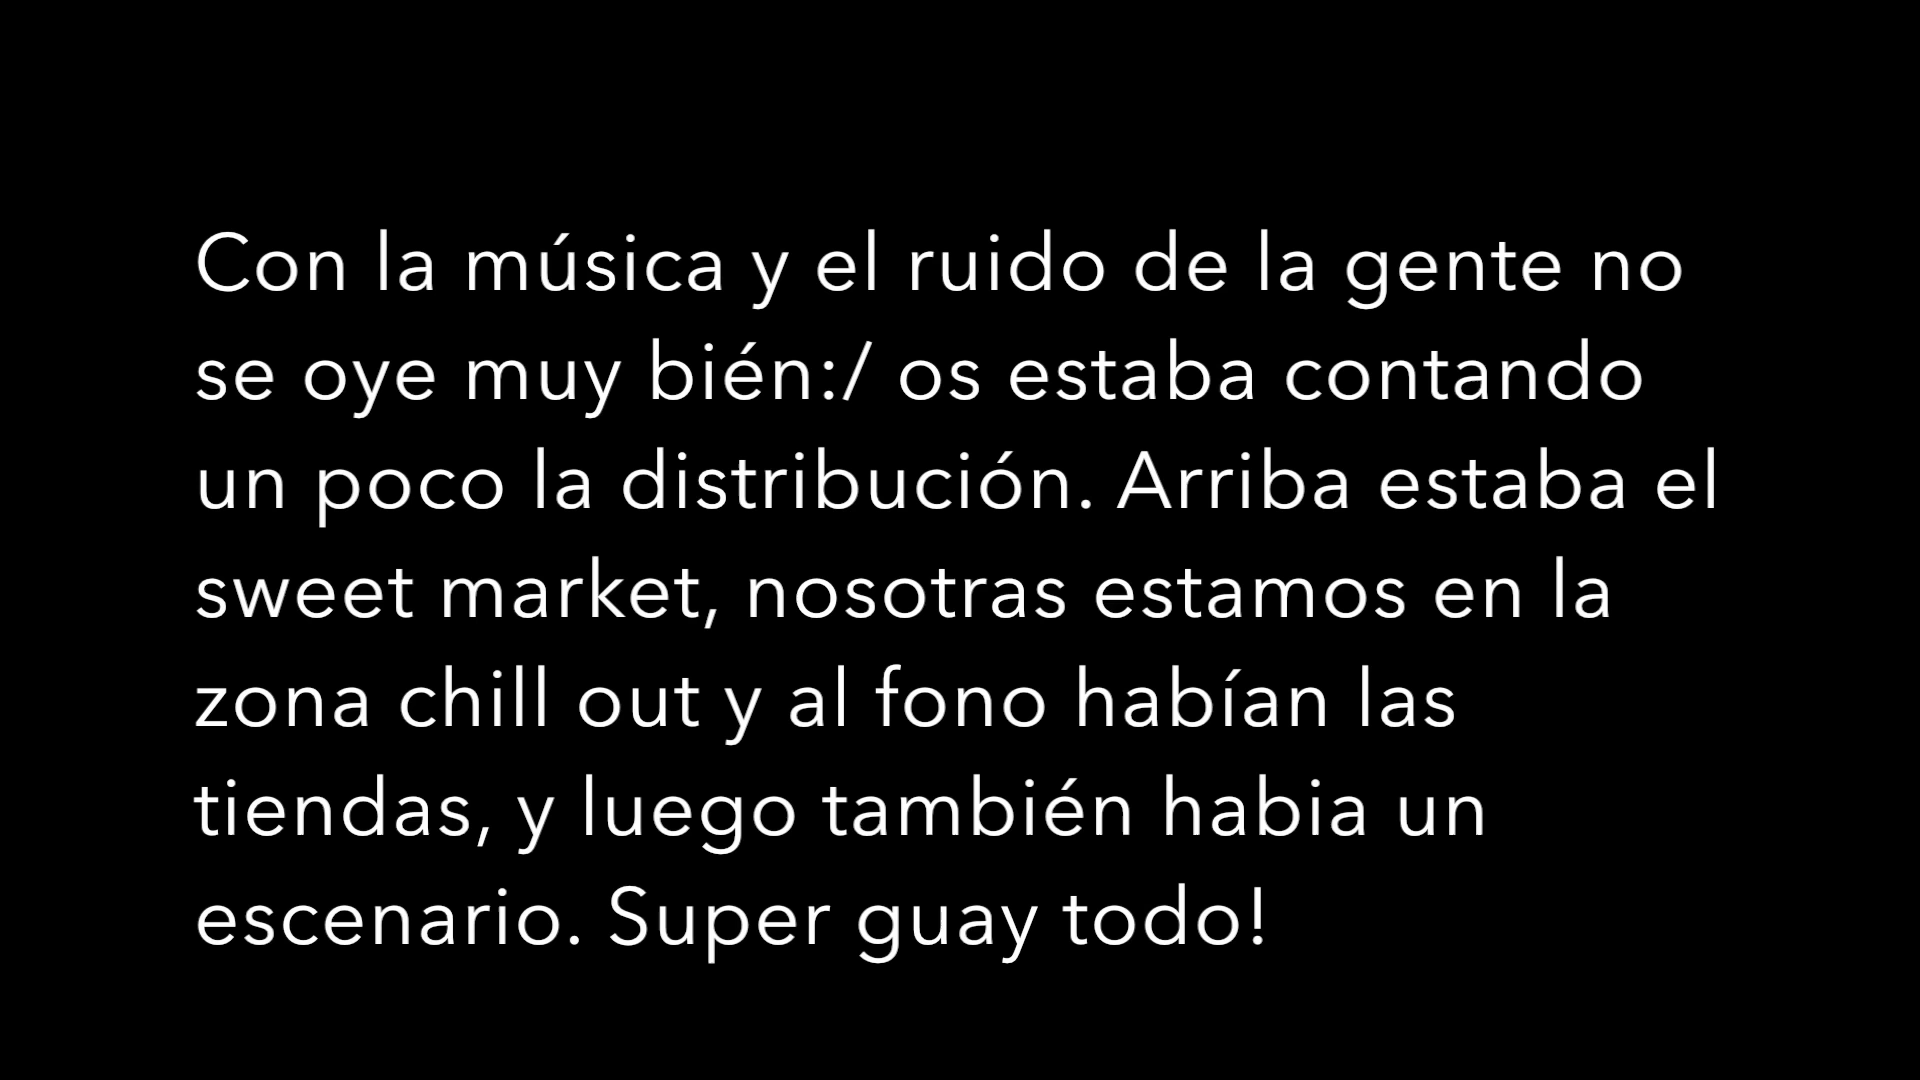 Con la música y el ruido de la gente no
se oye muy bién:/ os estaba contando
un poco la distribución. Arriba estaba el
sweet market, nosotras estamos en la
zona chill out y al fono habían las
tiendas, y luego también habia un
escenario. Super guay todo!